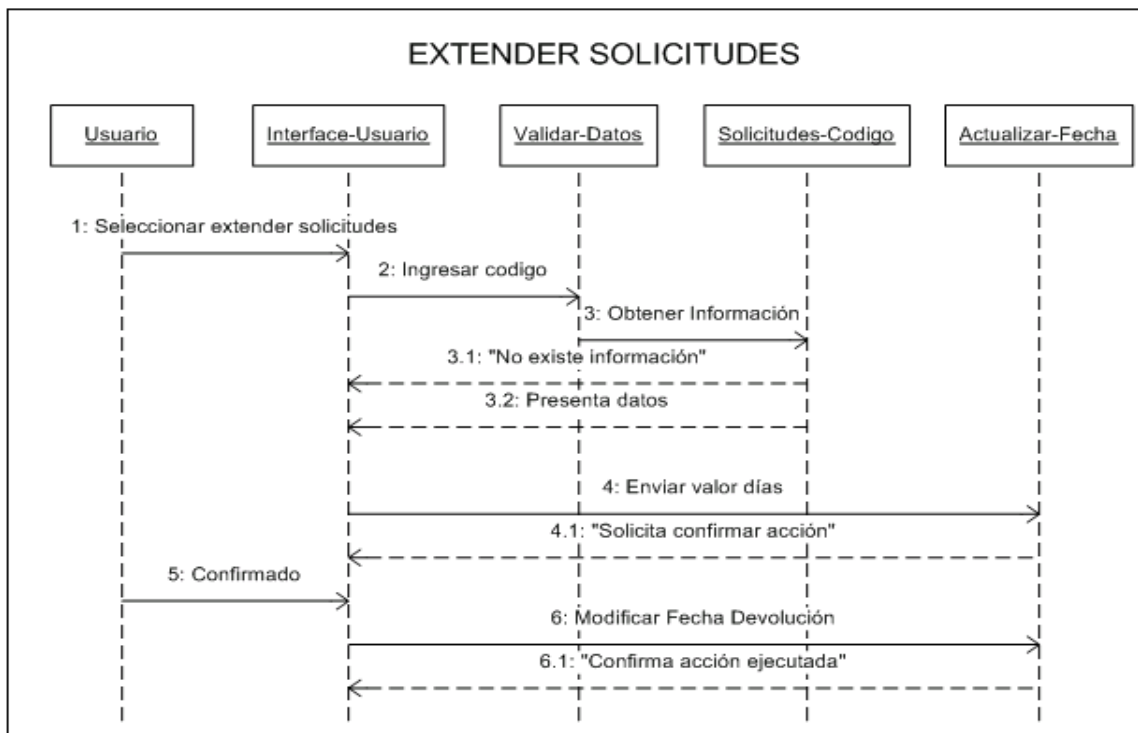 EXTENDER SOLICITUDES
Usuario
Interface-Usuario
Validar-Datos
Solicitudes-Codigo
Actualizar-Fecha
1: Seleccionar extender solicitudes
2: Ingresar codigo
3: Obtener Información
3.1: "No existe información"
3.2: Presenta datos
4: Enviar valor días
4.1: "Solicita confirmar acción"
5: Confirmado
6: Modificar Fecha Devolución
6.1: "Confirma acción ejecutada"